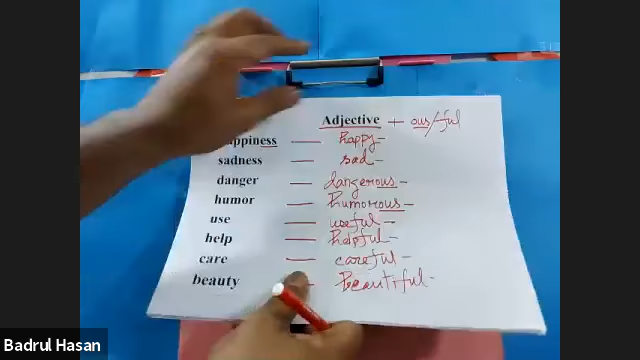 Adjective + ous/ful
happiness — happy -
sadness — sad -
danger — dangerous -
humor — humorous -
use — useful -
help — helpful -
care — careful -
beauty — beautiful -
Badrul Hasan